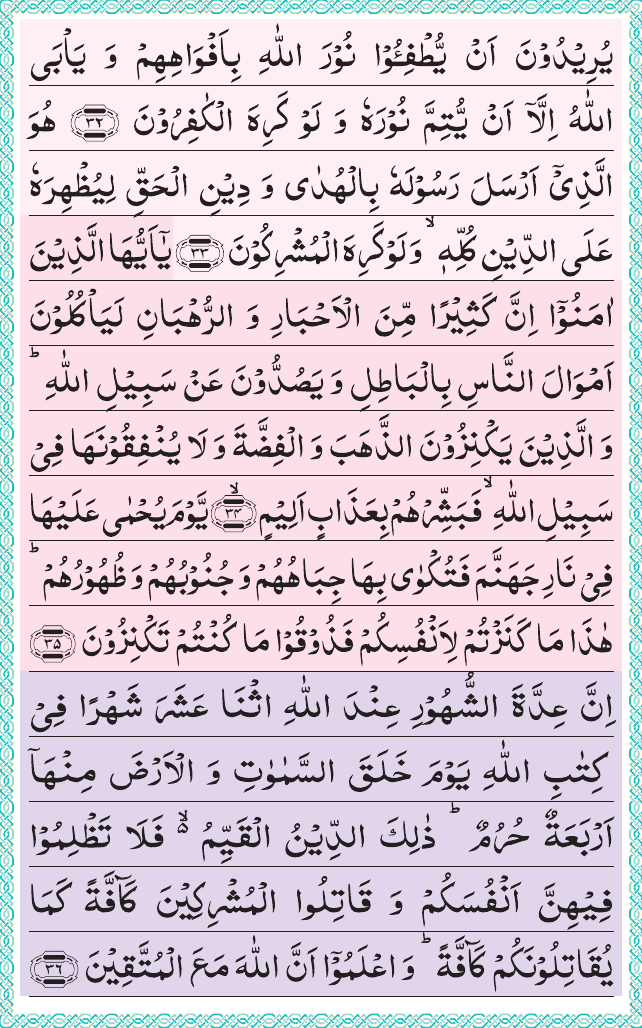 یُرِیْدُوْنَ اَنْ یُّطْفِـُٔوْا نُوْرَ اللّٰهِ بِاَفْوَاهِهِمْ وَ یَاْبَی
اللّٰهُ اِلَّاۤ اَنْ یُّتِمَّ نُوْرَهٗ وَ لَوْ كَرِهَ الْكٰفِرُوْنَ ﴿۳۲﴾ هُوَ
الَّذِیْۤ اَرْسَلَ رَسُوْلَهٗ بِالْهُدٰی وَ دِیْنِ الْحَقِّ لِیُظْهِرَهٗ
عَلَی الدِّیْنِ كُلِّهٖ ۙ وَ لَوْ كَرِهَ الْمُشْرِكُوْنَ ﴿۳۳﴾ یٰۤاَیُّهَا الَّذِیْنَ
اٰمَنُوْۤا اِنَّ كَثِیْرًا مِّنَ الْاَحْبَارِ وَ الرُّهْبَانِ لَیَاْكُلُوْنَ
اَمْوَالَ النَّاسِ بِالْبَاطِلِ وَ یَصُدُّوْنَ عَنْ سَبِیْلِ اللّٰهِ ؕ
وَ الَّذِیْنَ یَكْنِزُوْنَ الذَّهَبَ وَ الْفِضَّةَ وَ لَا یُنْفِقُوْنَهَا فِیْ
سَبِیْلِ اللّٰهِ ۙ فَبَشِّرْهُمْ بِعَذَابٍ اَلِیْمٍ ﴿ۙ۳۴﴾ یَّوْمَ یُحْمٰی عَلَیْهَا
فِیْ نَارِ جَهَنَّمَ فَتُكْوٰی بِهَا جِبَاهُهُمْ وَ جُنُوْبُهُمْ وَ ظُهُوْرُهُمْ ؕ
هٰذَا مَا كَنَزْتُمْ لِاَنْفُسِكُمْ فَذُوْقُوْا مَا كُنْتُمْ تَكْنِزُوْنَ ﴿۳۵﴾
اِنَّ عِدَّةَ الشُّهُوْرِ عِنْدَ اللّٰهِ اثْنَا عَشَرَ شَهْرًا فِیْ
كِتٰبِ اللّٰهِ یَوْمَ خَلَقَ السَّمٰوٰتِ وَ الْاَرْضَ مِنْهَاۤ
اَرْبَعَةٌ حُرُمٌ ؕ ذٰلِكَ الدِّیْنُ الْقَیِّمُ ۙ۬ فَلَا تَظْلِمُوْا
فِیْهِنَّ اَنْفُسَكُمْ وَ قَاتِلُوا الْمُشْرِكِیْنَ كَآفَّةً كَمَا
یُقَاتِلُوْنَكُمْ كَآفَّةً ؕ وَ اعْلَمُوْۤا اَنَّ اللّٰهَ مَعَ الْمُتَّقِیْنَ ﴿۳۶﴾